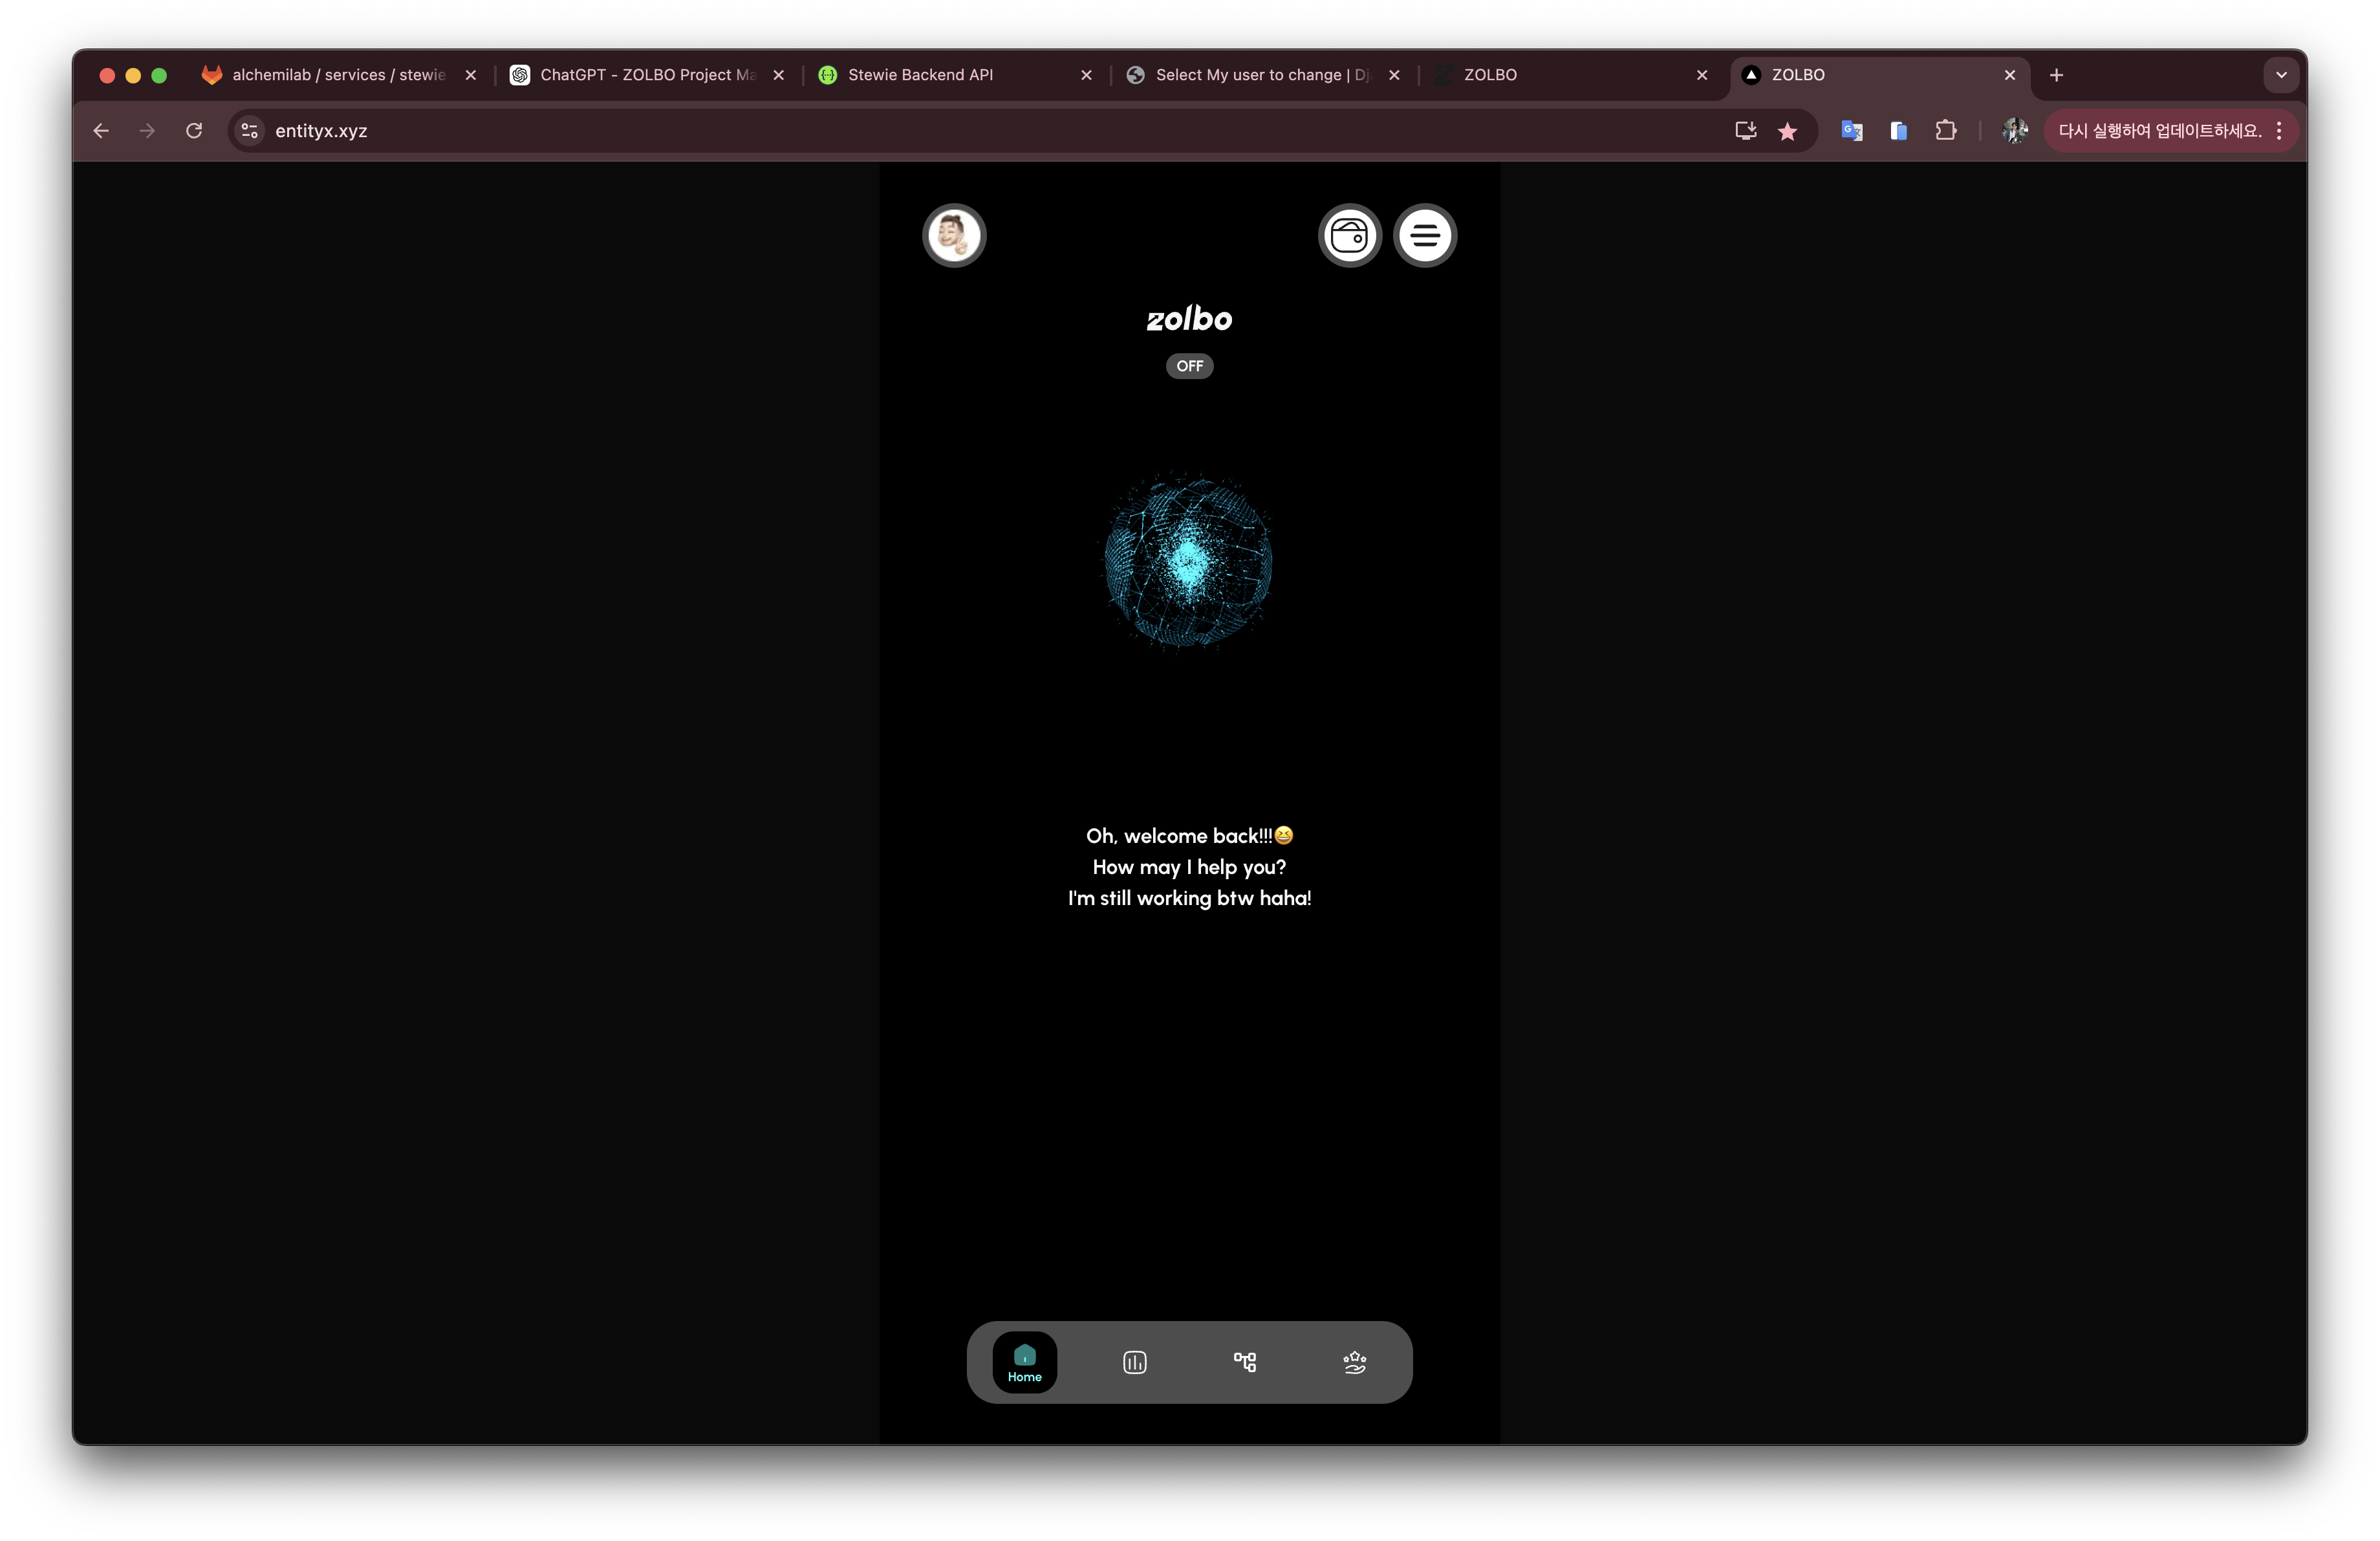 alchemilab / services / stewie
ChatGPT - ZOLBO Project Ma
Stewie Backend API
Select My user to change | Dj
ZOLBO
ZOLBO
entityx.xyz
다시 실행하여 업데이트하세요.
zolbo
OFF
Oh, welcome back!!!😆
How may I help you?
I'm still working btw haha!
Home